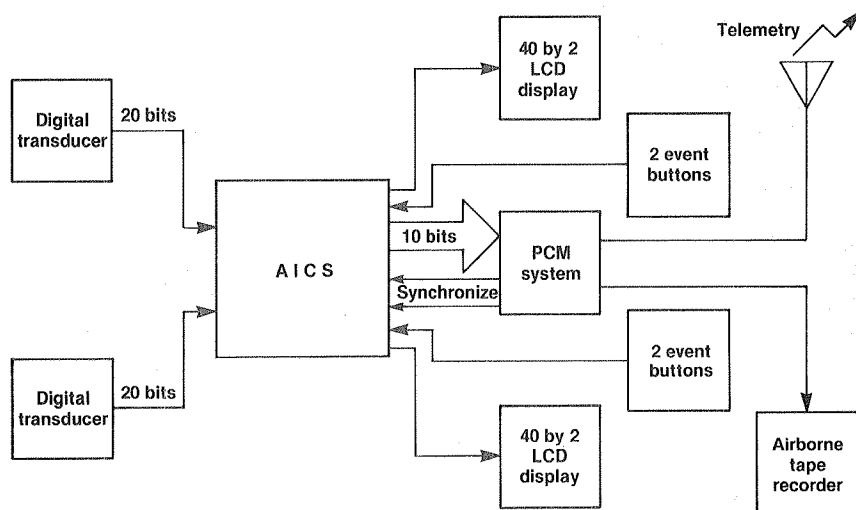 Telemetry
40 by 2
LCD
display
Digital
transducer
20 bits
2 event
buttons
A I C S
10 bits
PCM
system
Synchronize
2 event
buttons
Digital
transducer
20 bits
40 by 2
LCD
display
Airborne
tape
recorder